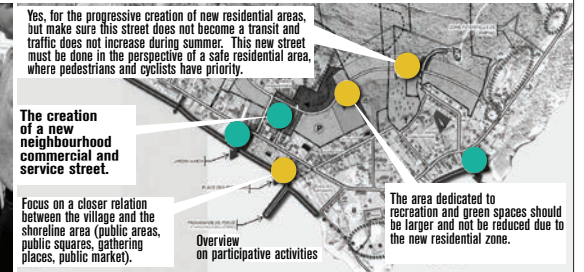 Yes, for the progressive creation of new residential areas,
but make sure this street does not become a transit and
traffic does not increase during summer. This new street
must be done in the perspective of a safe residential area,
where pedestrians and cyclists have priority.
The creation
of a new
neighbourhood
commercial and
service street.
P
Focus on a closer relation
between the village and the
shoreline area (public areas,
public squares, gathering
places, public market).
Overview
on participative activities
The area dedicated to
recreation and green spaces should
be larger and not be reduced due to
the new residential zone.